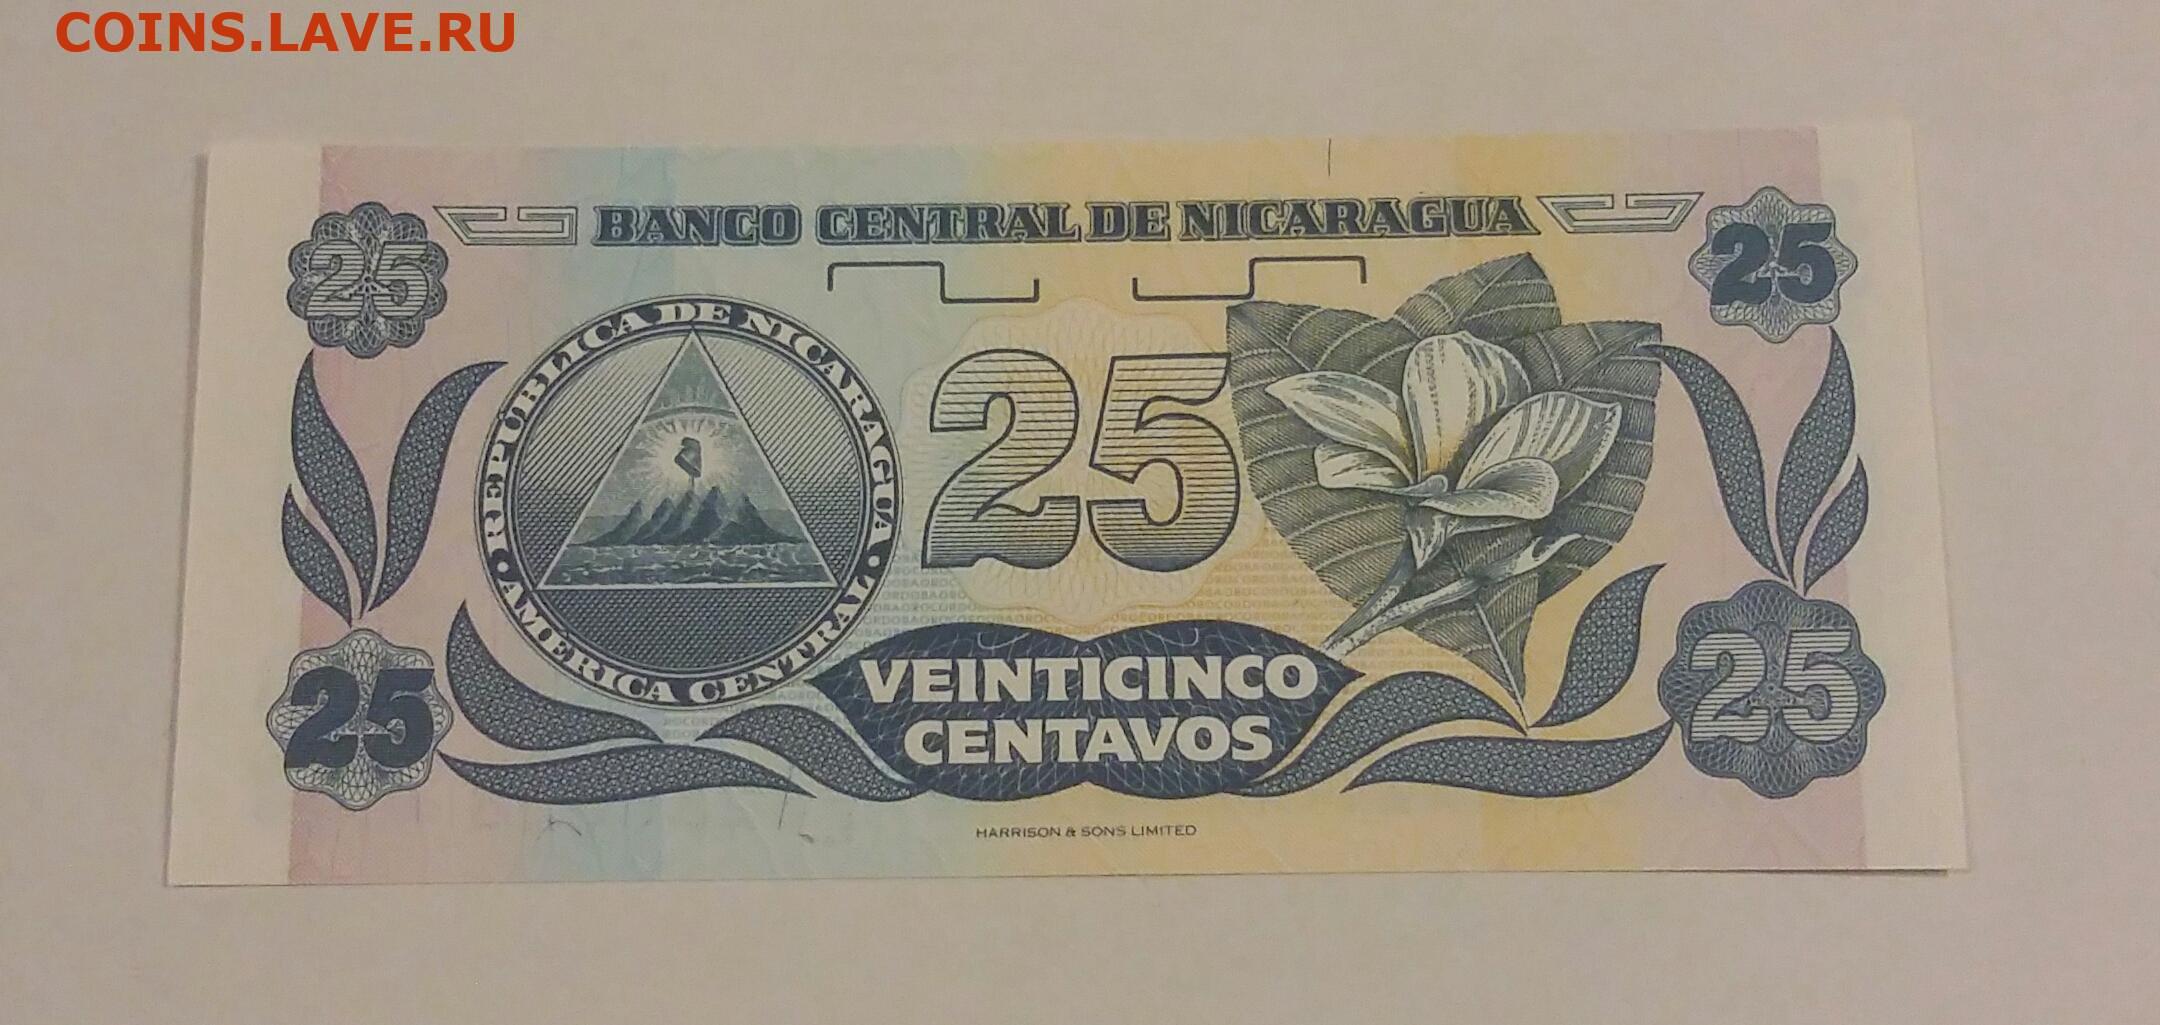 COINS.LAVE.RU
BANCO CENTRAL DE NICARAGUA
25
25
REPÚBLICA DE NICARAGUA
25
AMERICA CENTRAL
VEINTICINCO
CENTAVOS
25
25
HARRISON & SONS LIMITED